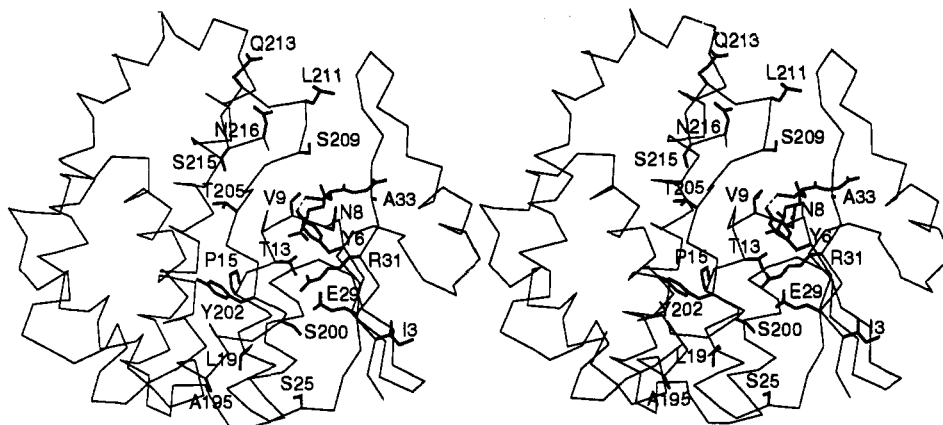 Q213
L211
N216
S209
S215
T205
V9
N8
A33
Y6
T13
R31
P15
E29
Y202
S200
I3
L19
S25
A195
Q213
L211
N216
S209
S215
T205
V9
N8
A33
Y6
T13
R31
P15
E29
Y202
S200
I3
L19
S25
A195